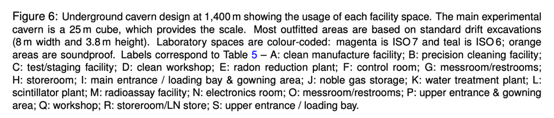 Figure 6: Underground cavern design at 1,400 m showing the usage of each facility space. The main experimental
cavern is a 25 m cube, which provides the scale. Most outfitted areas are based on standard drift excavations
(8 m width and 3.8 m height). Laboratory spaces are colour-coded: magenta is ISO7 and teal is ISO6; orange
areas are soundproof. Labels correspond to Table 5 – A: clean manufacture facility; B: precision cleaning facility;
C: test/staging facility; D: clean workshop; E: radon reduction plant; F: control room; G: messroom/restrooms;
H: storeroom; I: main entrance / loading bay & gowning area; J: noble gas storage; K: water treatment plant; L:
scintillator plant; M: radioassay facility; N: electronics room; O: messroom/restrooms; P: upper entrance & gowning
area; Q: workshop; R: storeroom/LN store; S: upper entrance / loading bay.